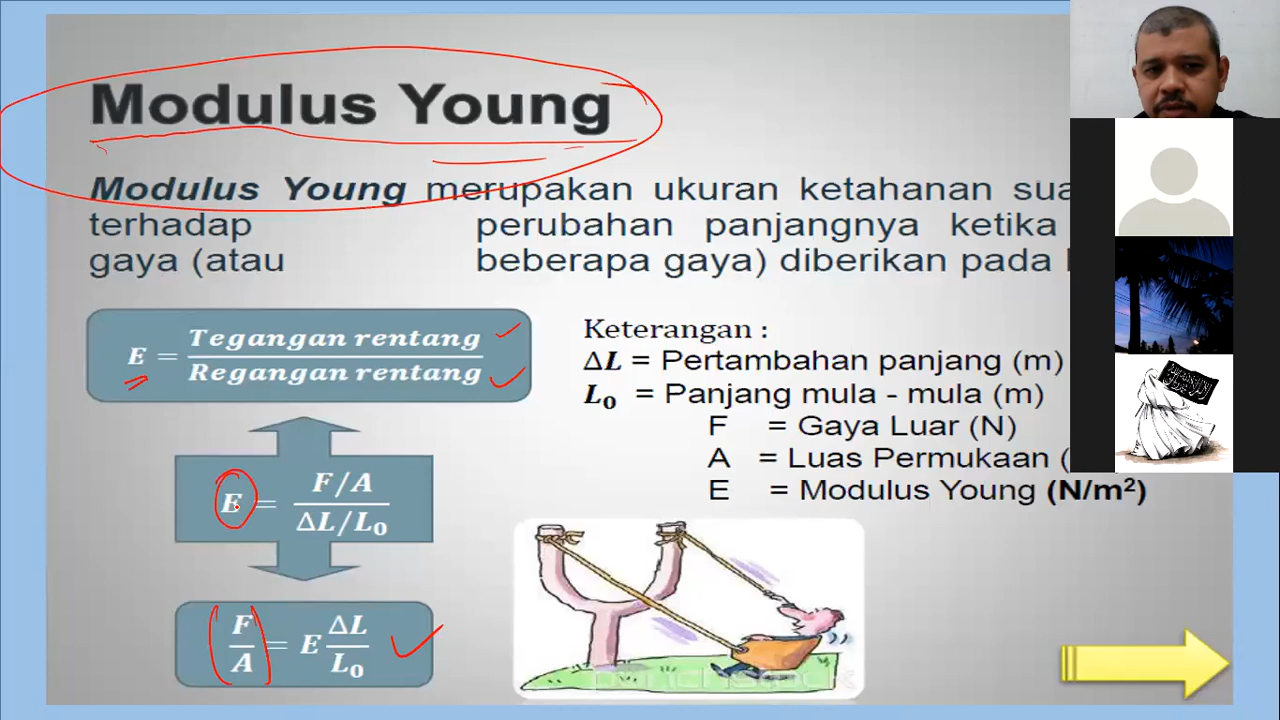 Modulus Young
Modulus Young merupakan ukuran ketahanan
terhadap perubahan panjangnya ketika
gaya (atau beberapa gaya) diberikan pada
E = Tegangan rentang / Regangan rentang
Keterangan :
ΔL = Pertambahan panjang (m)
L₀ = Panjang mula - mula (m)
F = Gaya Luar (N)
A = Luas Permukaan (
E = Modulus Young (N/m²)
E = F/A / ΔL/L₀
F/A = E ΔL/L₀